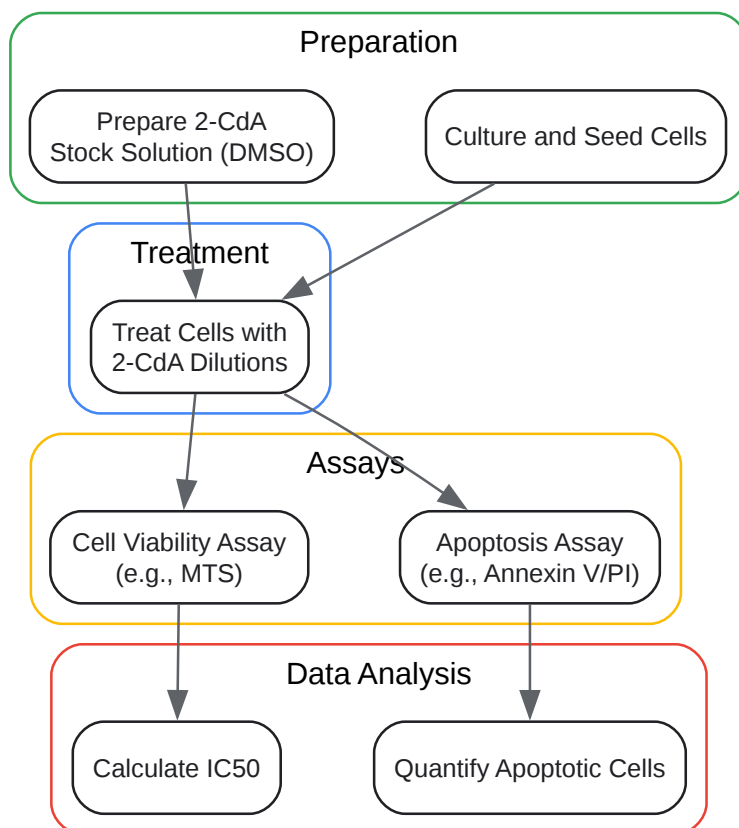 Preparation
Prepare 2-CdA
Stock Solution (DMSO)
Culture and Seed Cells
Treatment
Treat Cells with
2-CdA Dilutions
Assays
Cell Viability Assay
(e.g., MTS)
Apoptosis Assay
(e.g., Annexin V/PI)
Data Analysis
Calculate IC50
Quantify Apoptotic Cells